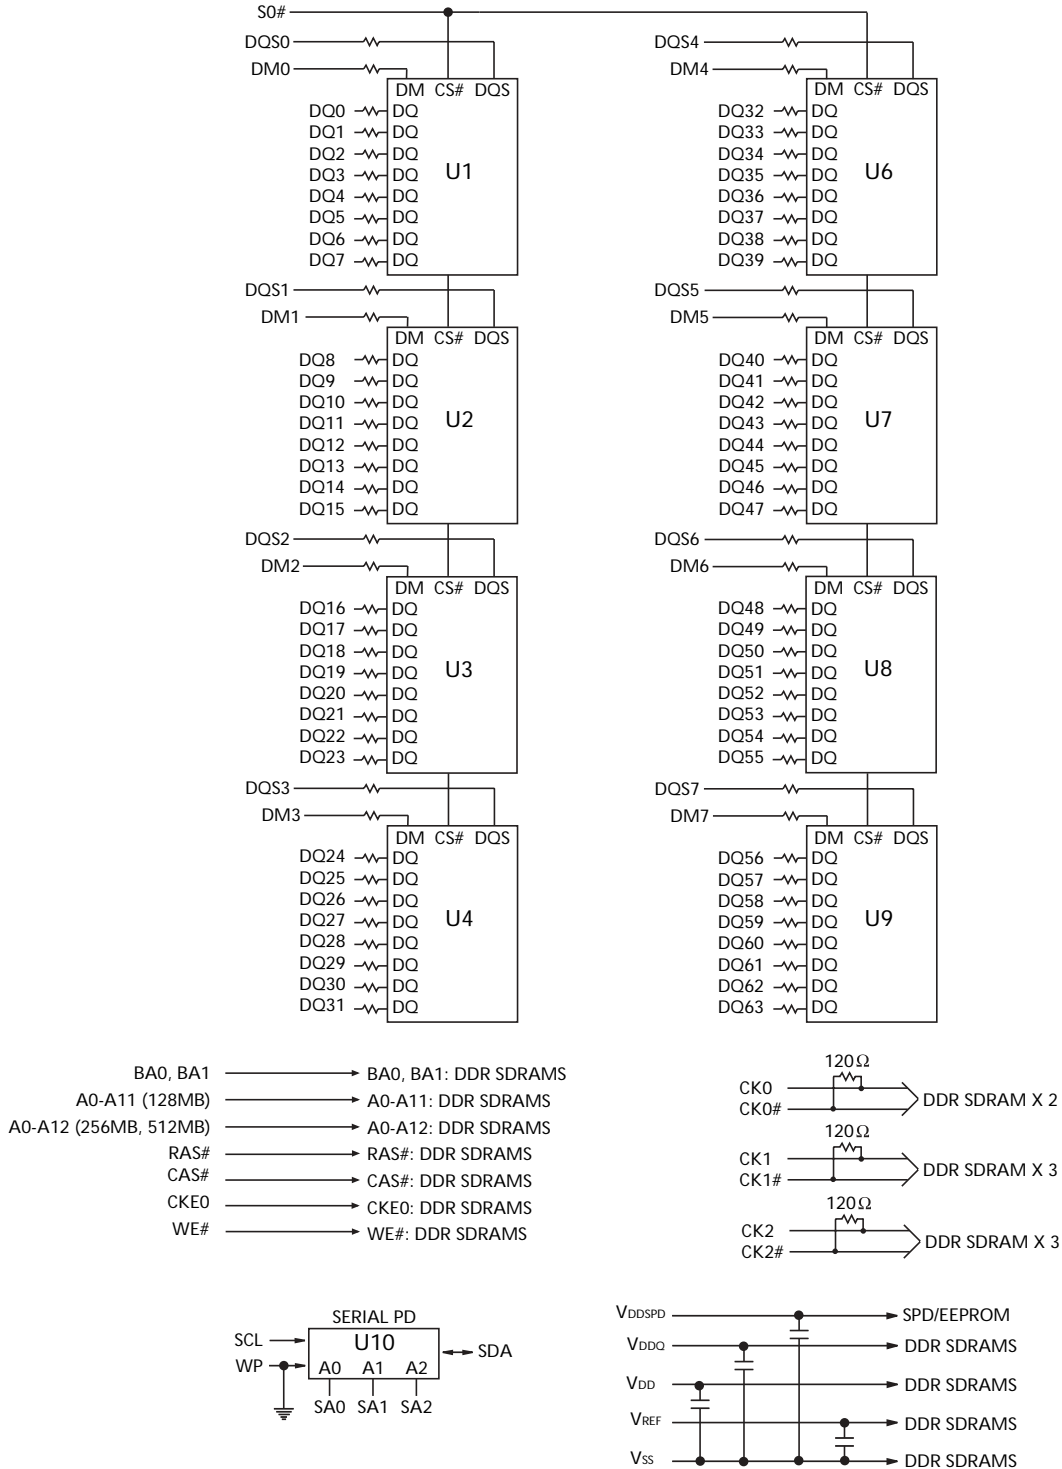 S0#
DQS0
DM0
DM CS# DQS
DQ0 DQ
DQ1 DQ
DQ2 DQ
DQ3 DQ
DQ4 DQ
DQ5 DQ
DQ6 DQ
DQ7 DQ
U1
DQS1
DM1
DM CS# DQS
DQ8 DQ
DQ9 DQ
DQ10 DQ
DQ11 DQ
DQ12 DQ
DQ13 DQ
DQ14 DQ
DQ15 DQ
U2
DQS2
DM2
DM CS# DQS
DQ16 DQ
DQ17 DQ
DQ18 DQ
DQ19 DQ
DQ20 DQ
DQ21 DQ
DQ22 DQ
DQ23 DQ
U3
DQS3
DM3
DM CS# DQS
DQ24 DQ
DQ25 DQ
DQ26 DQ
DQ27 DQ
DQ28 DQ
DQ29 DQ
DQ30 DQ
DQ31 DQ
U4
DQS4
DM4
DM CS# DQS
DQ32 DQ
DQ33 DQ
DQ34 DQ
DQ35 DQ
DQ36 DQ
DQ37 DQ
DQ38 DQ
DQ39 DQ
U6
DQS5
DM5
DM CS# DQS
DQ40 DQ
DQ41 DQ
DQ42 DQ
DQ43 DQ
DQ44 DQ
DQ45 DQ
DQ46 DQ
DQ47 DQ
U7
DQS6
DM6
DM CS# DQS
DQ48 DQ
DQ49 DQ
DQ50 DQ
DQ51 DQ
DQ52 DQ
DQ53 DQ
DQ54 DQ
DQ55 DQ
U8
DQS7
DM7
DM CS# DQS
DQ56 DQ
DQ57 DQ
DQ58 DQ
DQ59 DQ
DQ60 DQ
DQ61 DQ
DQ62 DQ
DQ63 DQ
U9
BA0, BA1 BA0, BA1: DDR SDRAMS
A0-A11 (128MB) A0-A11: DDR SDRAMS
A0-A12 (256MB, 512MB) A0-A12: DDR SDRAMS
RAS# RAS#: DDR SDRAMS
CAS# CAS#: DDR SDRAMS
CKE0 CKE0: DDR SDRAMS
WE# WE#: DDR SDRAMS
120Ω
CK0
CK0#
DDR SDRAM X 2
120Ω
CK1
CK1#
DDR SDRAM X 3
120Ω
CK2
CK2#
DDR SDRAM X 3
SERIAL PD
SCL
U10
SDA
WP
A0 A1 A2
SA0 SA1 SA2
VDDSPD SPD/EEPROM
VDDQ DDR SDRAMS
VDD DDR SDRAMS
VREF DDR SDRAMS
VSS DDR SDRAMS